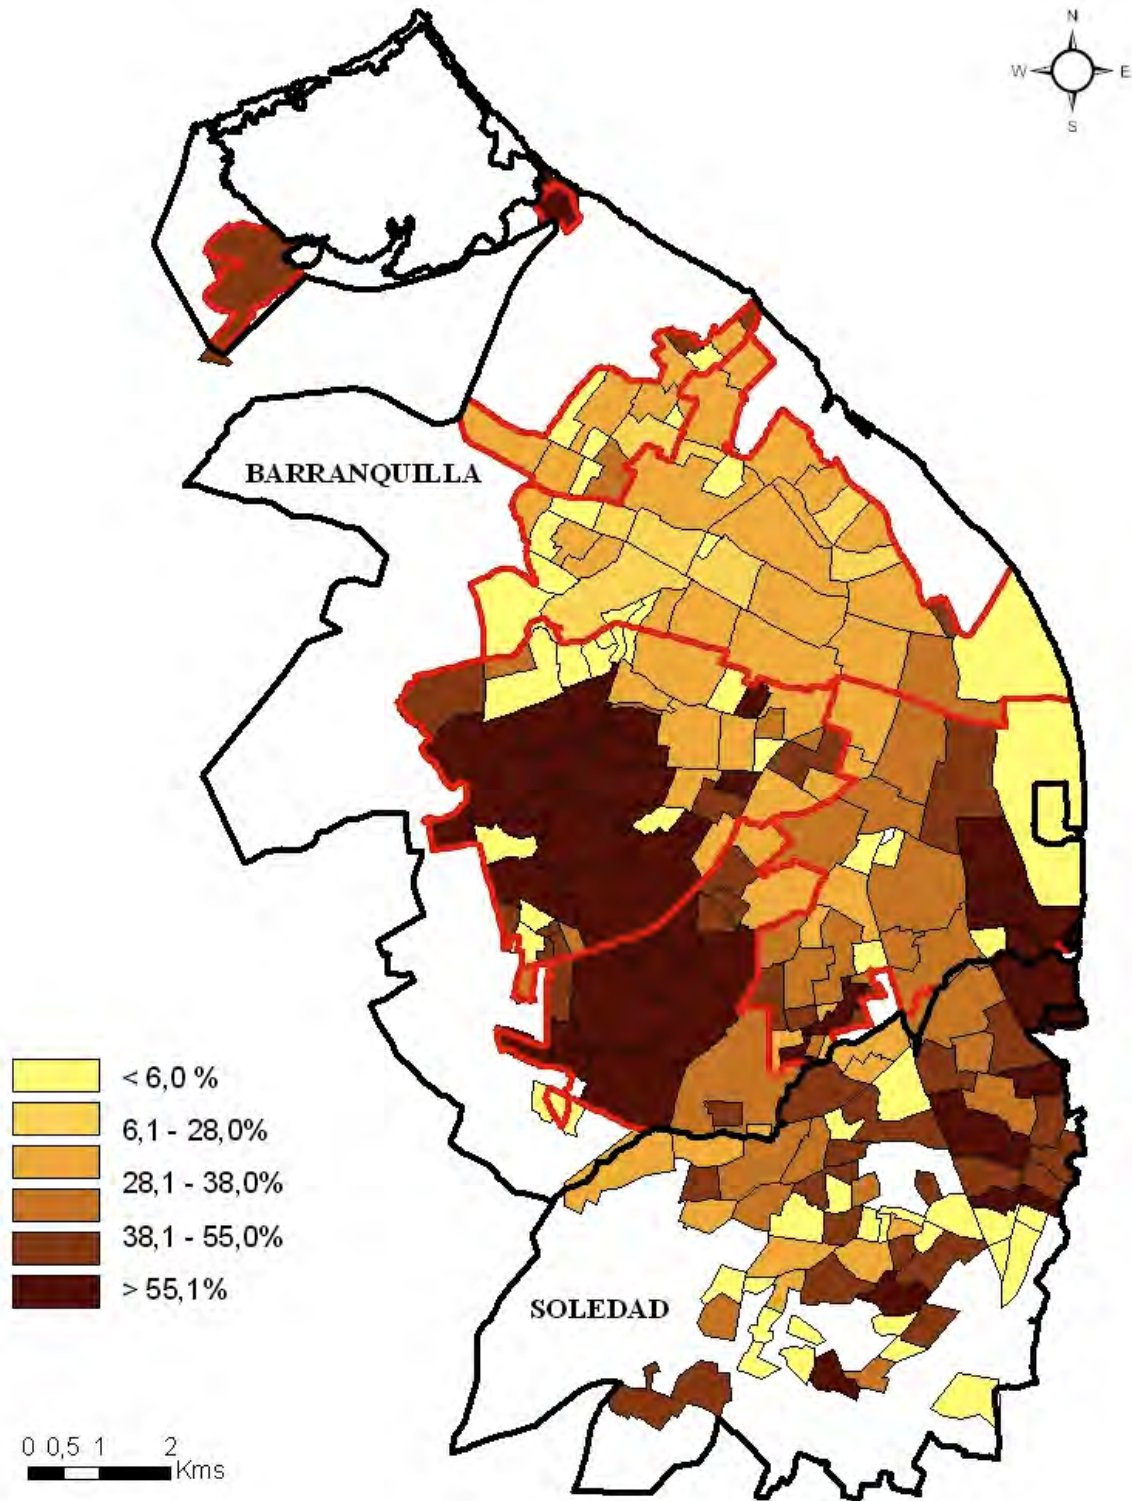 N
W E
S
BARRANQUILLA
< 6,0 %
6,1 - 28,0%
28,1 - 38,0%
38,1 - 55,0%
> 55,1%
SOLEDAD
0 0,5 1 2
Kms